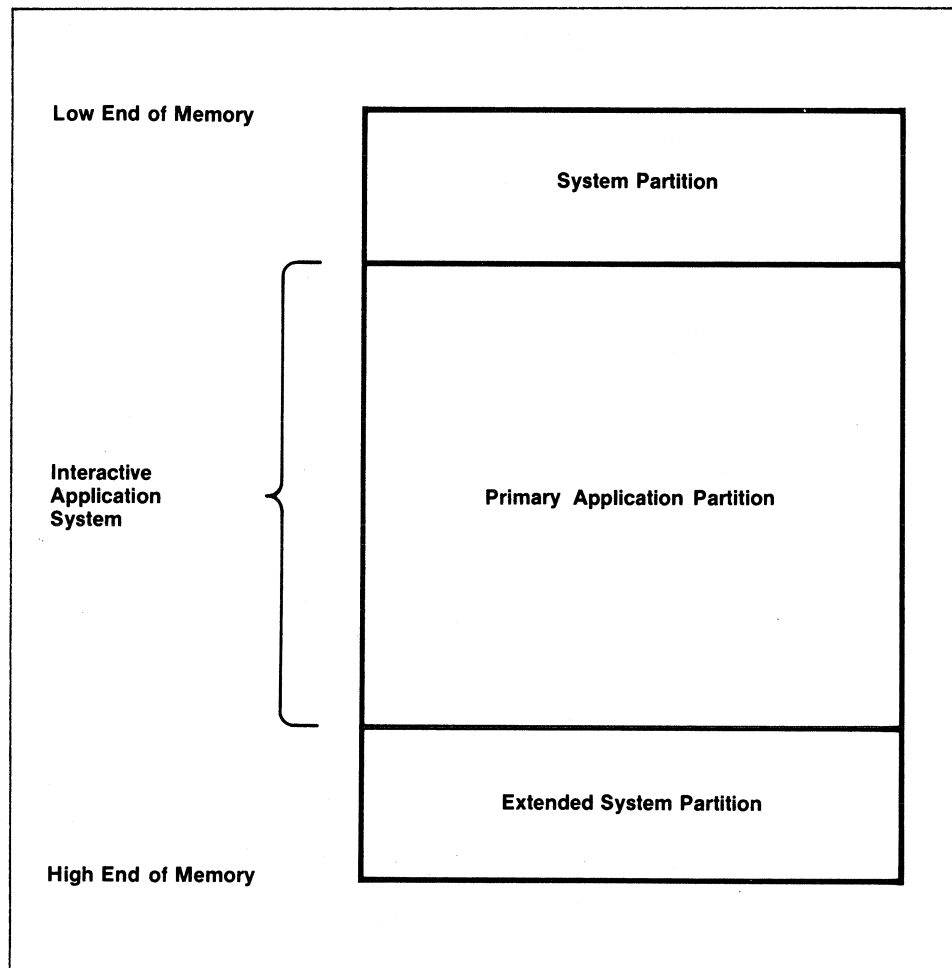 Low End of Memory
System Partition
Interactive
Application
System
Primary Application Partition
Extended System Partition
High End of Memory